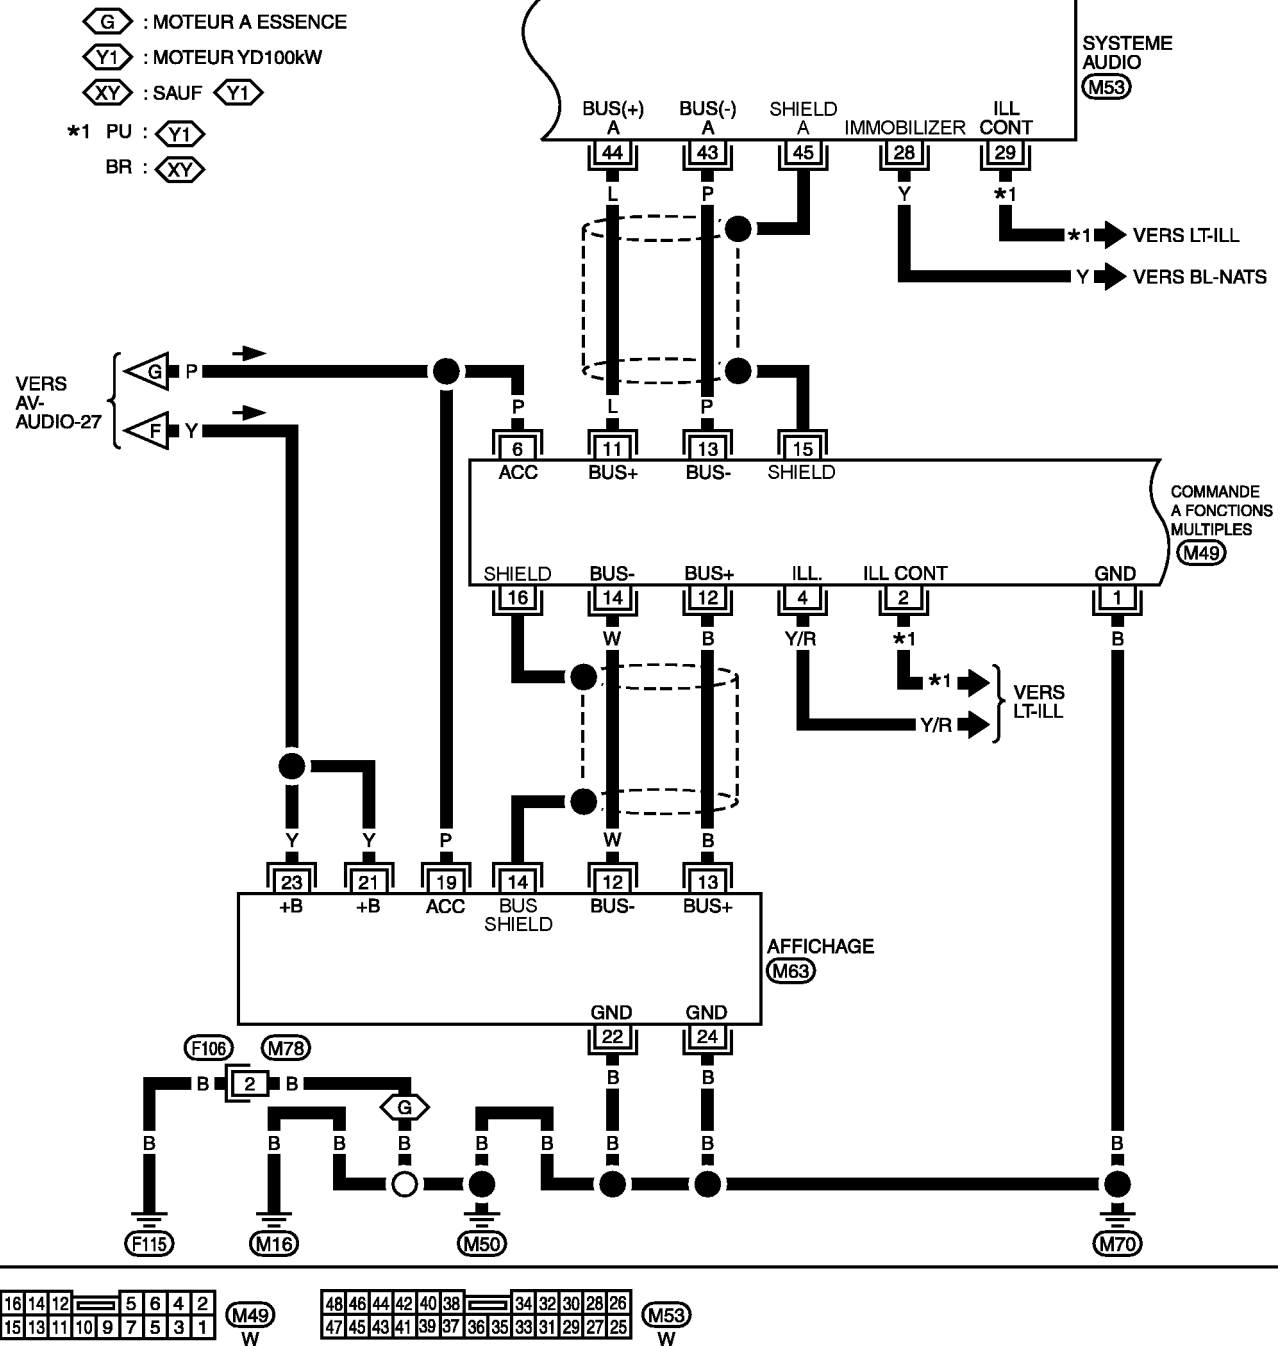 G : MOTEUR A ESSENCE
Y1 : MOTEUR YD100kW
XY : SAUF Y1
*1 PU : Y1
BR : XY
SYSTEME
AUDIO
M53
BUS(+)
A
BUS(-)
A
SHIELD
A
IMMOBILIZER
ILL
CONT
44 43 45 28 29
L P Y *1
*1 VERS LT-ILL
Y VERS BL-NATS
VERS
AV-
AUDIO-27
G P
F Y
P L P
6 11 13 15
ACC BUS+ BUS- SHIELD
COMMANDE
A FONCTIONS
MULTIPLES
M49
SHIELD BUS- BUS+ ILL. ILL CONT GND
16 14 12 4 2 1
W B Y/R *1 B
*1
Y/R
VERS
LT-ILL
Y Y P W B
23 21 19 14 12 13
+B +B ACC BUS
SHIELD
BUS- BUS+
AFFICHAGE
M63
GND GND
22 24
F106 M78
B 2 B
B B
G
B B B B B B B B
F115 M16 M50 M70
16 14 12 5 6 4 2
15 13 11 10 9 7 5 3 1
M49
W
48 46 44 42 40 38 34 32 30 28 26
47 45 43 41 39 37 36 35 33 31 29 27 25
M53
W